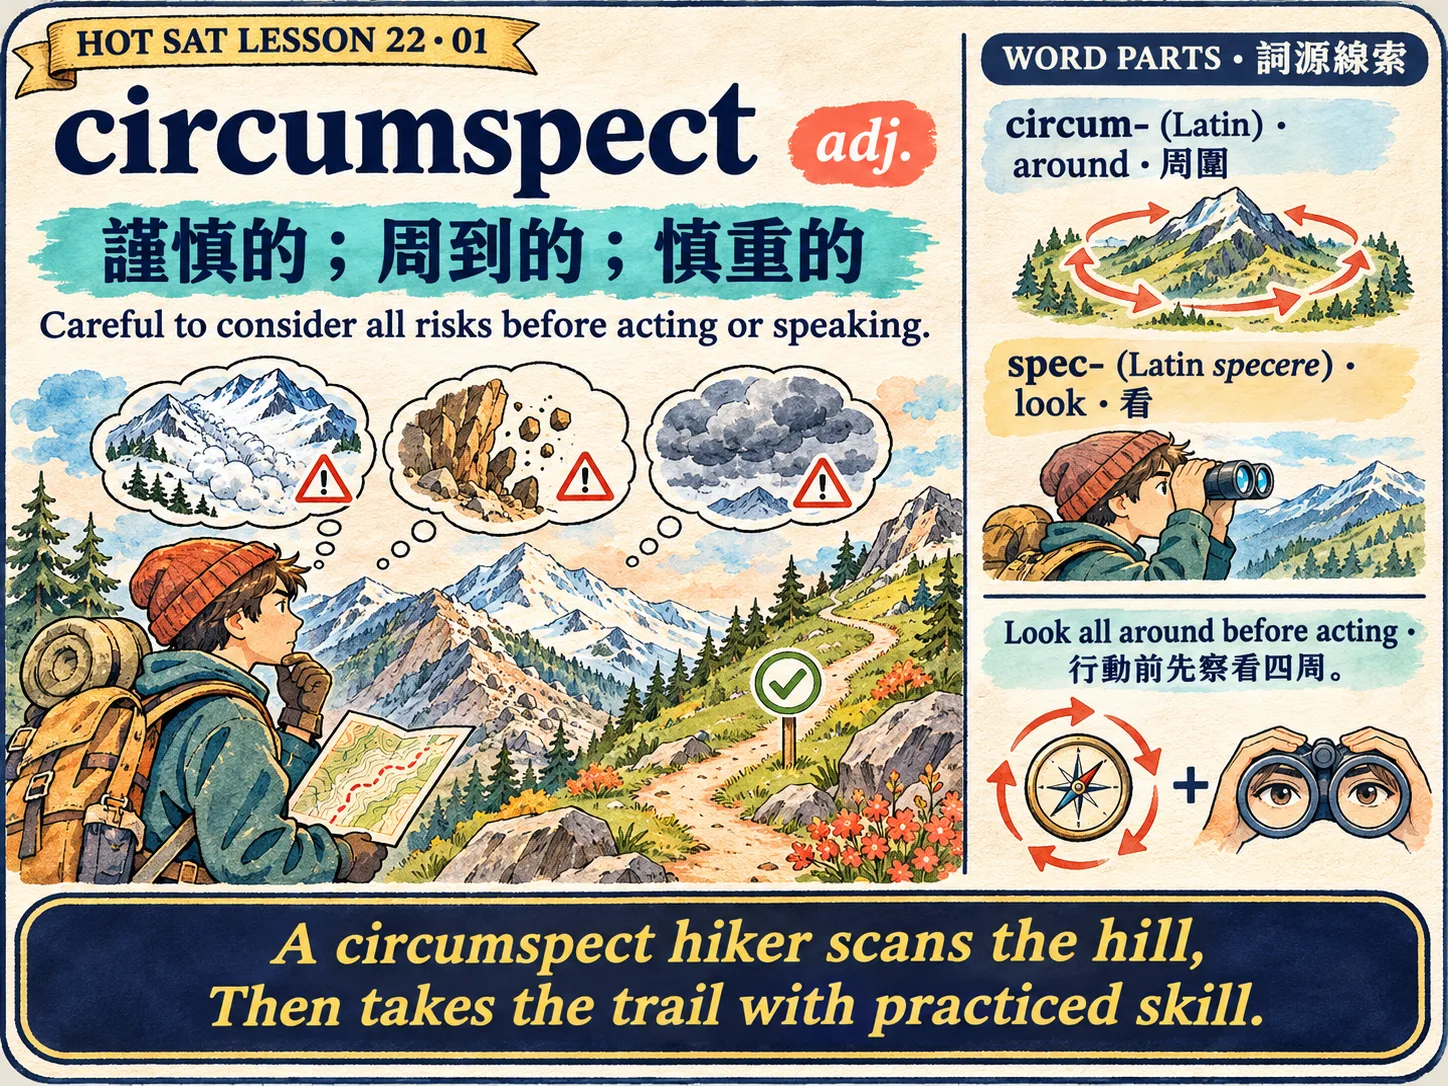 HOT SAT LESSON 22 • 01
circumspect adj.
謹慎的；周到的；慎重的
Careful to consider all risks before acting or speaking.
WORD PARTS • 詞源線索
circum- (Latin) •
around • 周圍
spec- (Latin specere) •
look • 看
Look all around before acting •
行動前先察看四周。
A circumspect hiker scans the hill,
Then takes the trail with practiced skill.